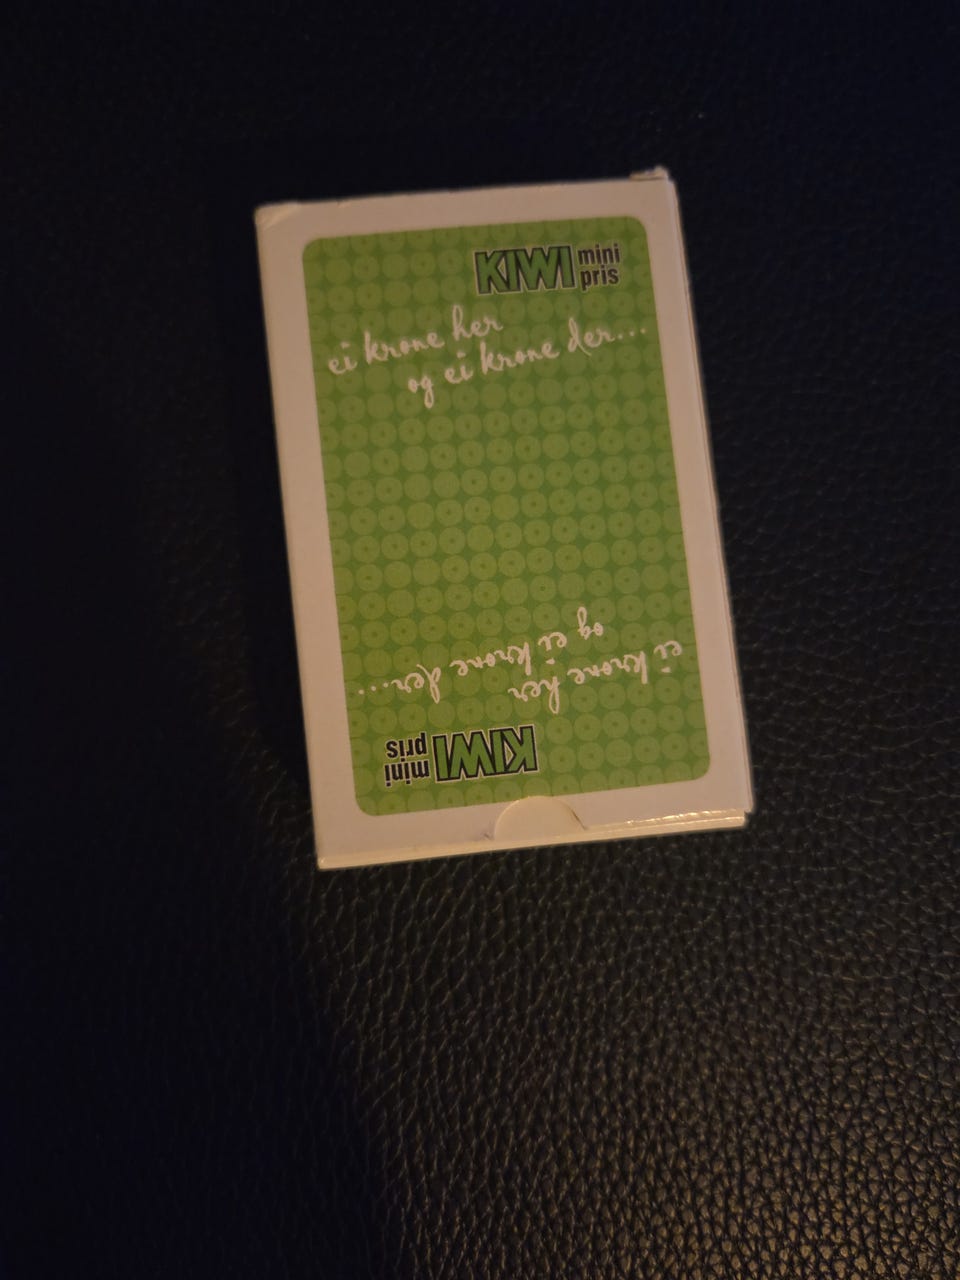 KIWI mini pris
ei krone her
og ei krone der...
ei krone her
og ei krone der...
KIWI mini pris